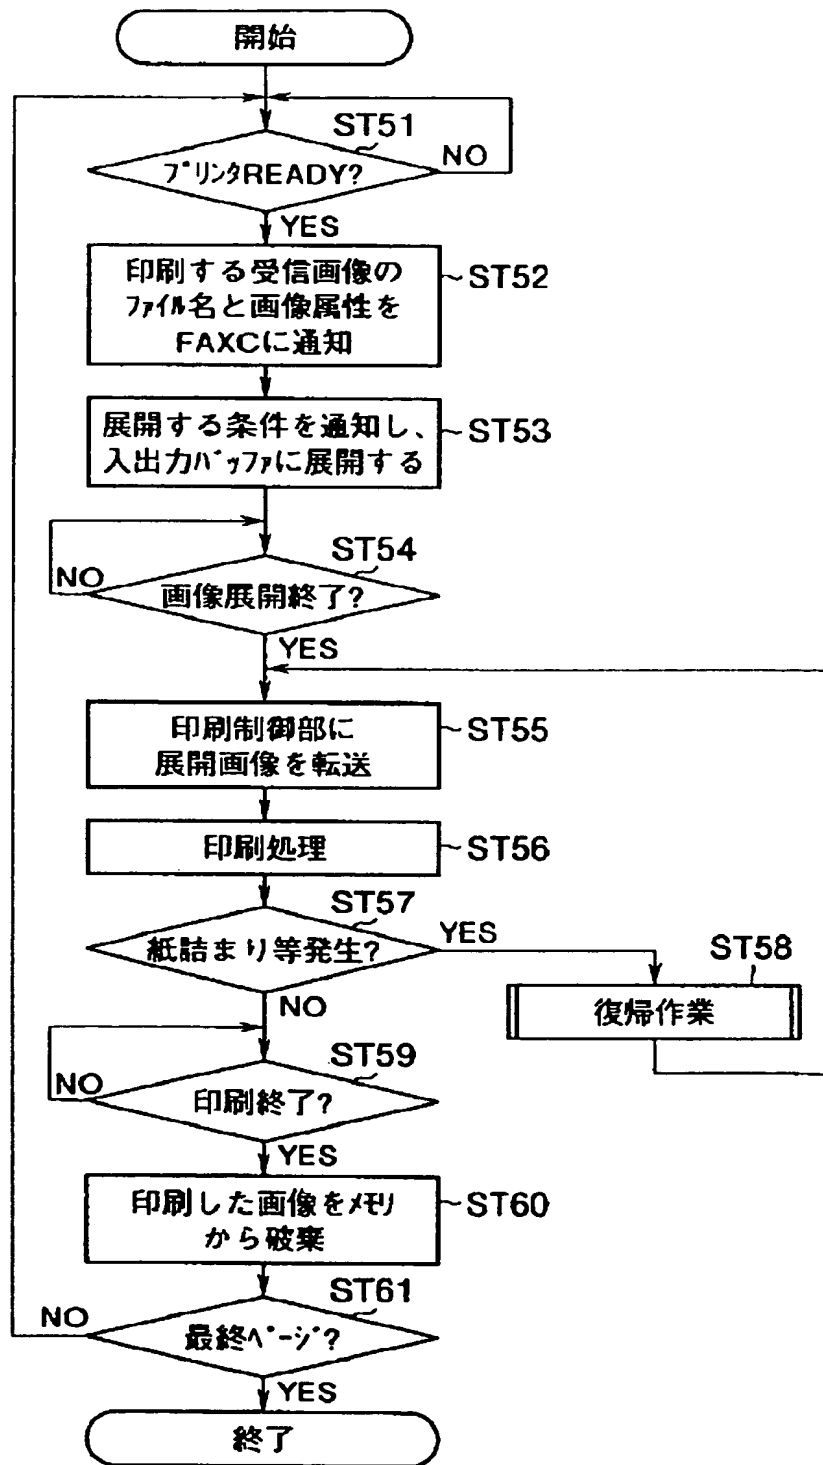 開始
ST51
プリンタREADY?
NO
YES
印刷する受信画像の
ファイル名と画像属性を
FAXCに通知
~ST52
展開する条件を通知し、
入出力バッファに展開する
~ST53
ST54
NO
画像展開終了?
YES
印刷制御部に
展開画像を転送
~ST55
印刷処理
~ST56
ST57
紙詰まり等発生?
YES
ST58
復帰作業
NO
ST59
NO
印刷終了?
YES
印刷した画像をメモリ
から破棄
~ST60
ST61
NO
最終ページ?
YES
終了